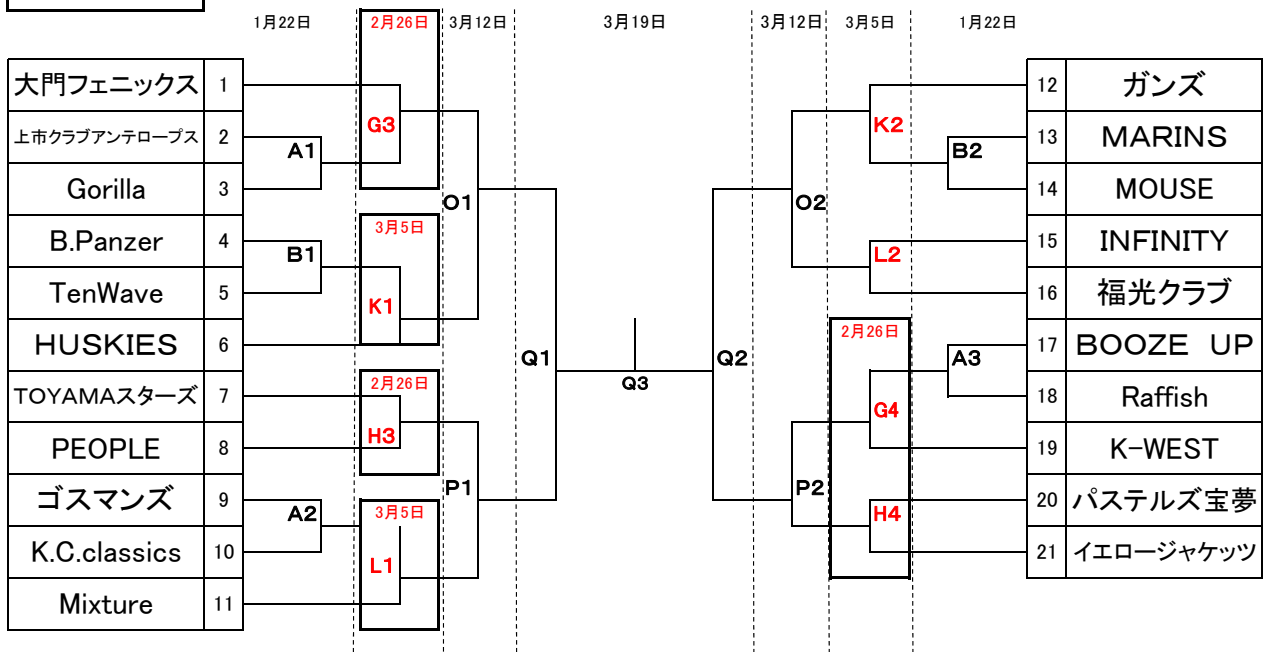 1月22日 2月26日 3月12日 3月19日 3月12日 3月5日 1月22日
大門フェニックス 1
上市クラブアンテロープス 2
Gorilla 3
B.Panzer 4
TenWave 5
HUSKIES 6
TOYAMAスターズ 7
PEOPLE 8
ゴスマンズ 9
K.C.classics 10
Mixture 11
A1
B1
A2
G3
3月5日
K1
2月26日
H3
3月5日
L1
O1
P1
Q1
Q3
Q2
O2
P2
K2
L2
2月26日
G4
H4
B2
A3
12 ガンズ
13 MARINS
14 MOUSE
15 INFINITY
16 福光クラブ
17 BOOZE UP
18 Raffish
19 K-WEST
20 パステルズ宝夢
21 イエロージャケッツ